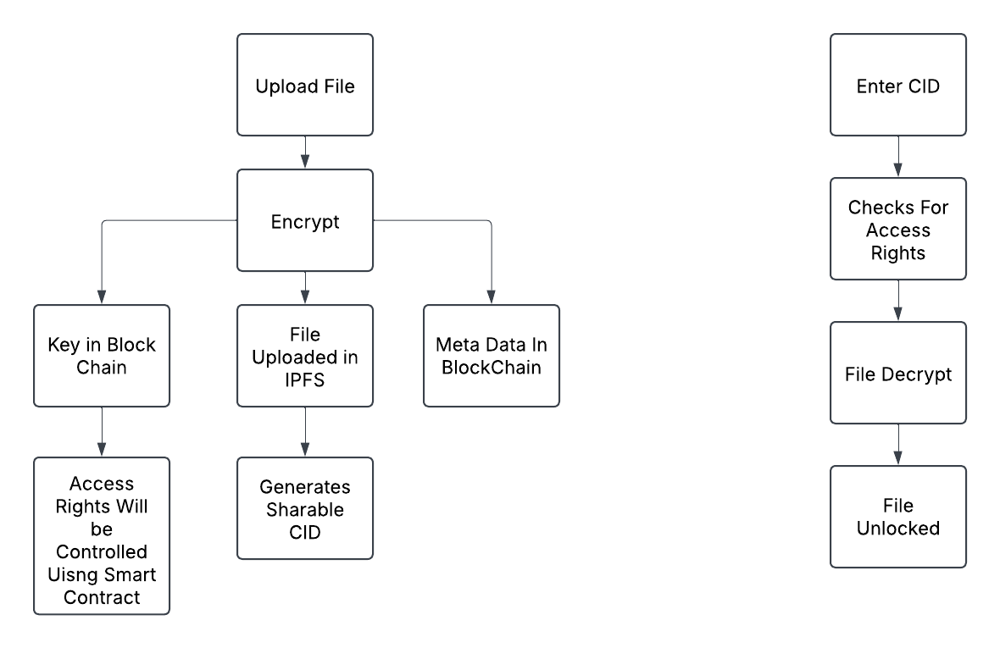 Upload File
Encrypt
Key in Block
Chain
File
Uploaded in
IPFS
Meta Data In
BlockChain
Access
Rights Will
be
Controlled
Uisng Smart
Contract
Generates
Sharable
CID
Enter CID
Checks For
Access
Rights
File Decrypt
File
Unlocked